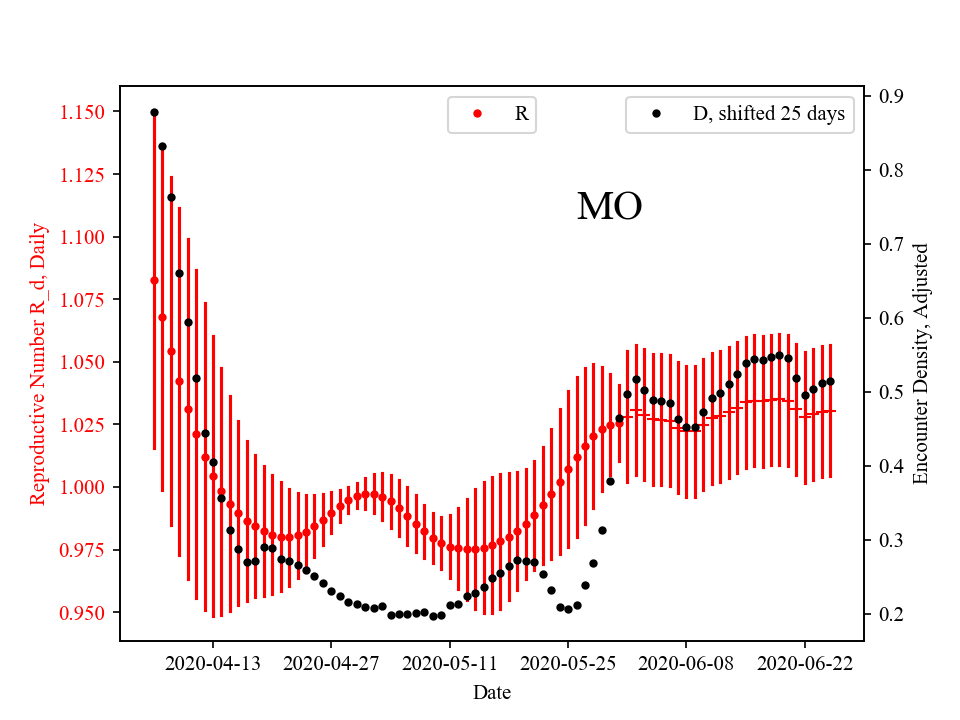 R
D, shifted 25 days
MO
Reproductive Number R_d, Daily
1.150
1.125
1.100
1.075
1.050
1.025
1.000
0.975
0.950
0.9
0.8
0.7
0.6
0.5
0.4
0.3
0.2
Encounter Density, Adjusted
2020-04-13 2020-04-27 2020-05-11 2020-05-25 2020-06-08 2020-06-22
Date